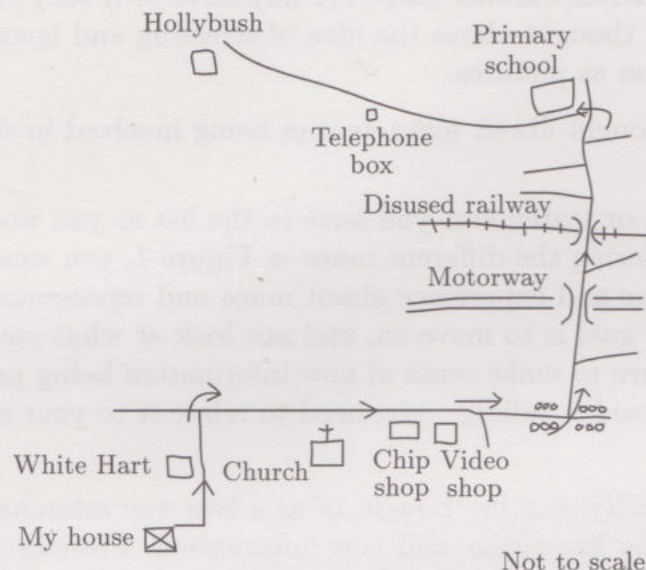 Hollybush
Primary
school
Telephone
box
Disused railway
Motorway
White Hart
Church
Chip
shop
Video
shop
My house
Not to scale